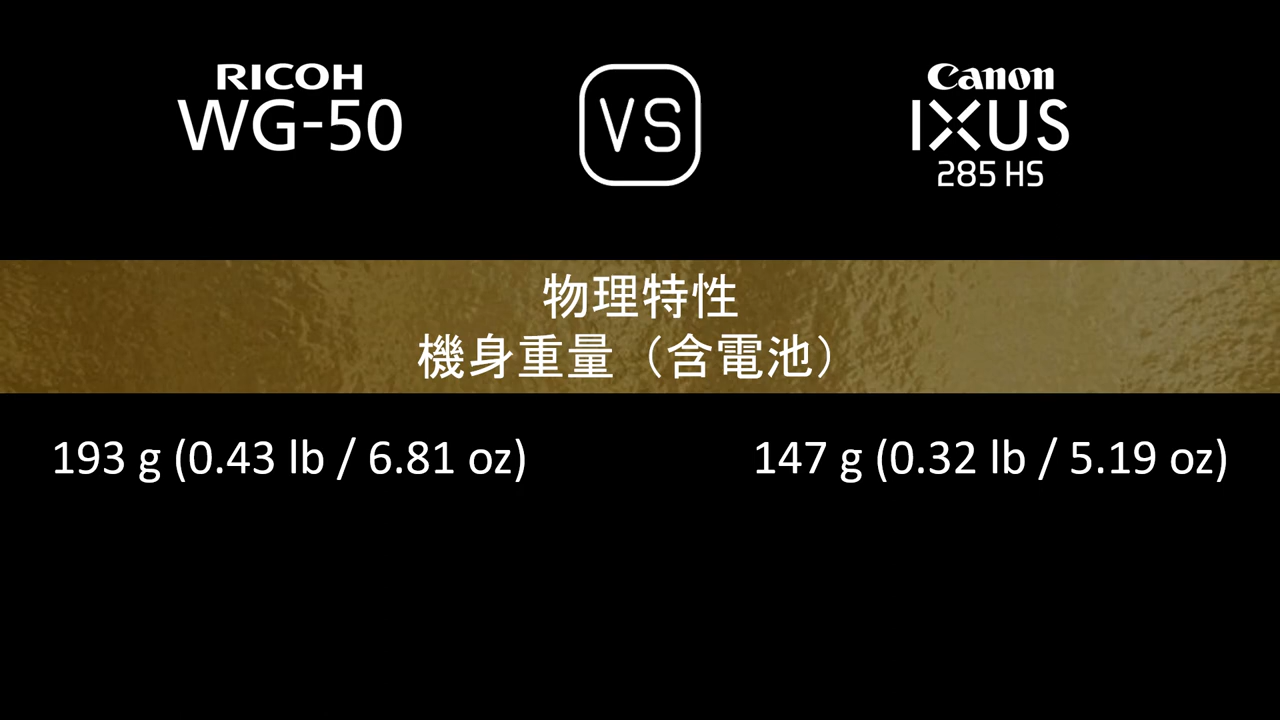 RICOH
WG-50
VS
Canon
IXUS
285 HS
物理特性
機身重量（含電池）
193 g (0.43 lb / 6.81 oz)
147 g (0.32 lb / 5.19 oz)